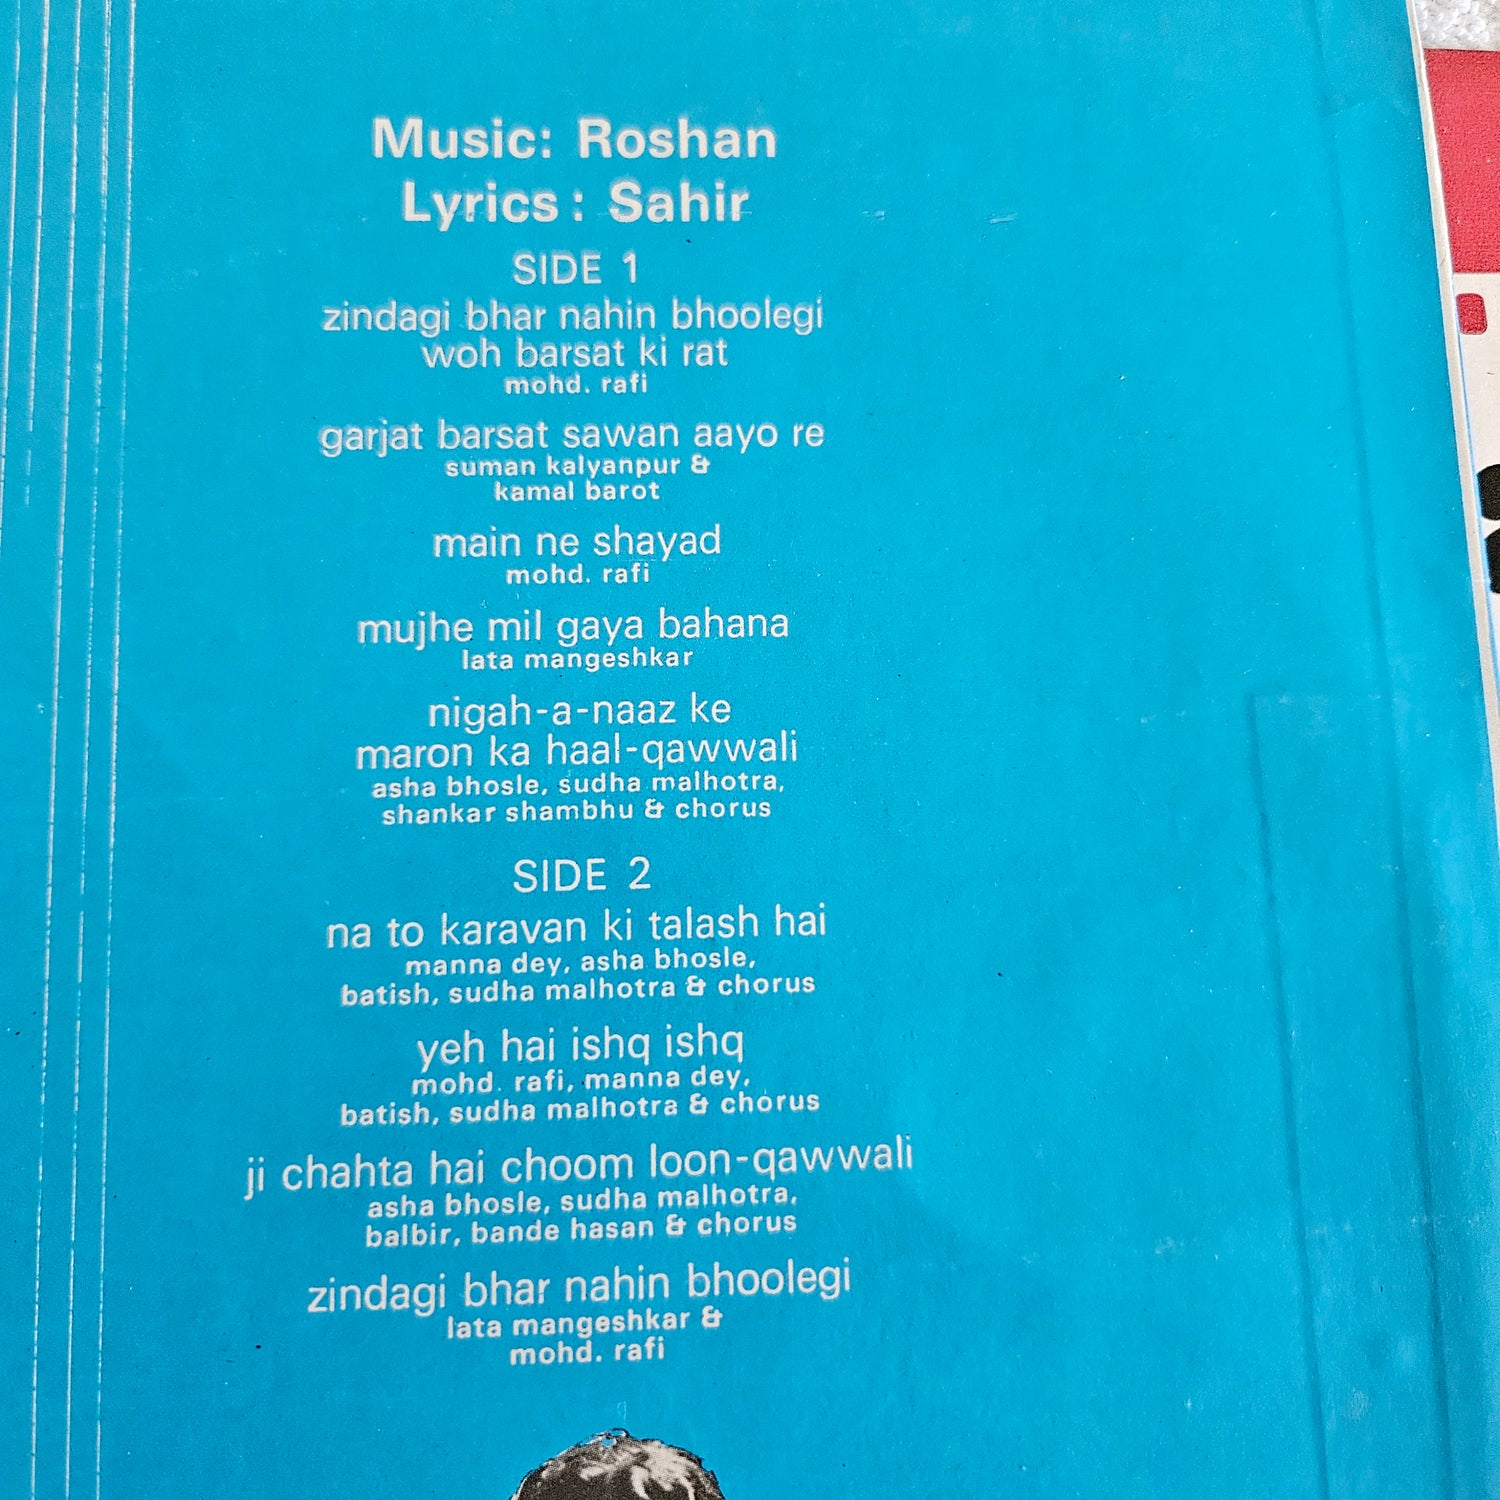 Music: Roshan
Lyrics : Sahir
SIDE 1
zindagi bhar nahin bhoolegi
woh barsat ki rat
mohd. rafi
garjat barsat sawan aayo re
suman kalyanpur &
kamal barot
main ne shayad
mohd. rafi
mujhe mil gaya bahana
lata mangeshkar
nigah-a-naaz ke
maron ka haal-qawwali
asha bhosle, sudha malhotra,
shankar shambhu & chorus
SIDE 2
na to karavan ki talash hai
manna dey, asha bhosle,
batish, sudha malhotra & chorus
yeh hai ishq ishq
mohd. rafi, manna dey,
batish, sudha malhotra & chorus
ji chahta hai choom loon-qawwali
asha bhosle, sudha malhotra,
balbir, bande hasan & chorus
zindagi bhar nahin bhoolegi
lata mangeshkar &
mohd. rafi